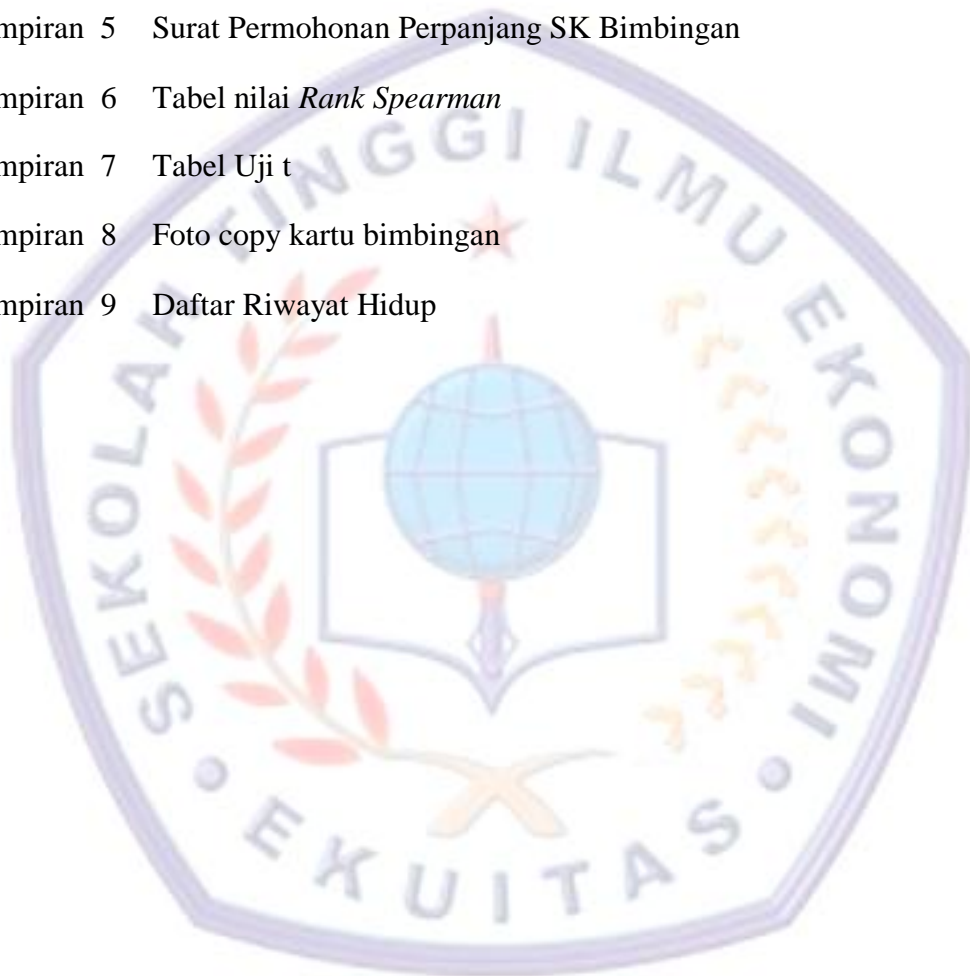 mpiran 5 Surat Permohonan Perpanjang SK Bimbingan
mpiran 6 Tabel nilai Rank Spearman
mpiran 7 Tabel Uji t
mpiran 8 Foto copy kartu bimbingan
mpiran 9 Daftar Riwayat Hidup
SEKOLAH TINGGI ILMU EKONOMI
EKUITAS